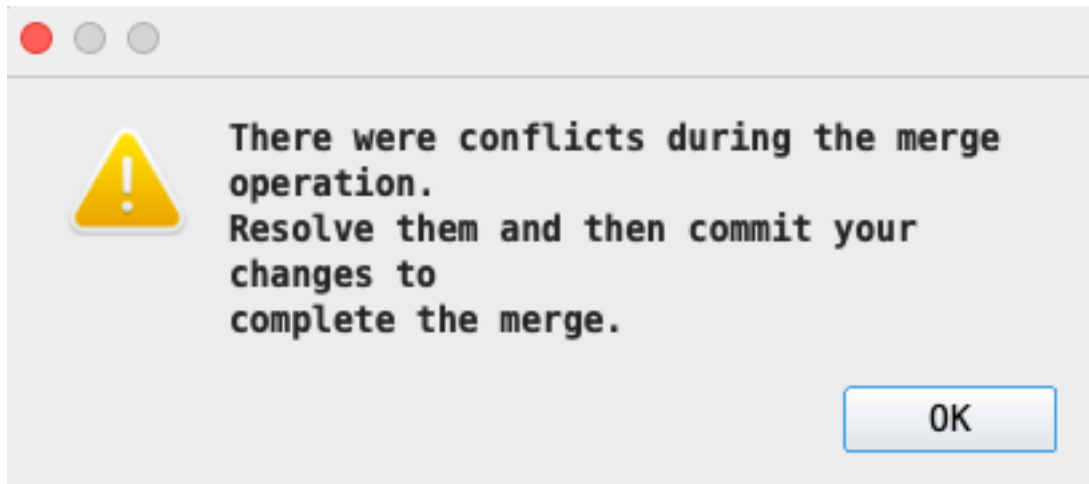 There were conflicts during the merge
operation.
Resolve them and then commit your
changes to
complete the merge.
OK